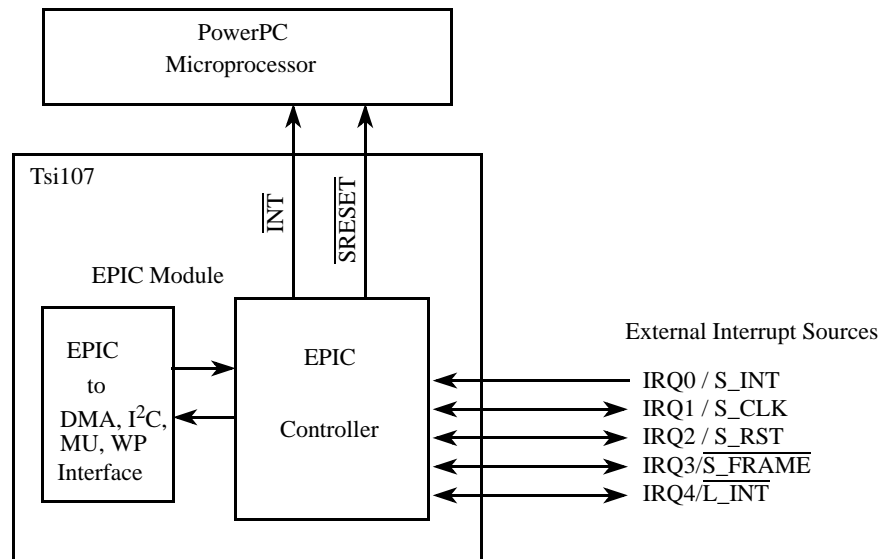 PowerPC
Microprocessor
Tsi107
INT
SRESET
EPIC Module
EPIC
to
DMA, I²C,
MU, WP
Interface
EPIC
Controller
External Interrupt Sources
IRQ0 / S_INT
IRQ1 / S_CLK
IRQ2 / S_RST
IRQ3/S_FRAME
IRQ4/L_INT